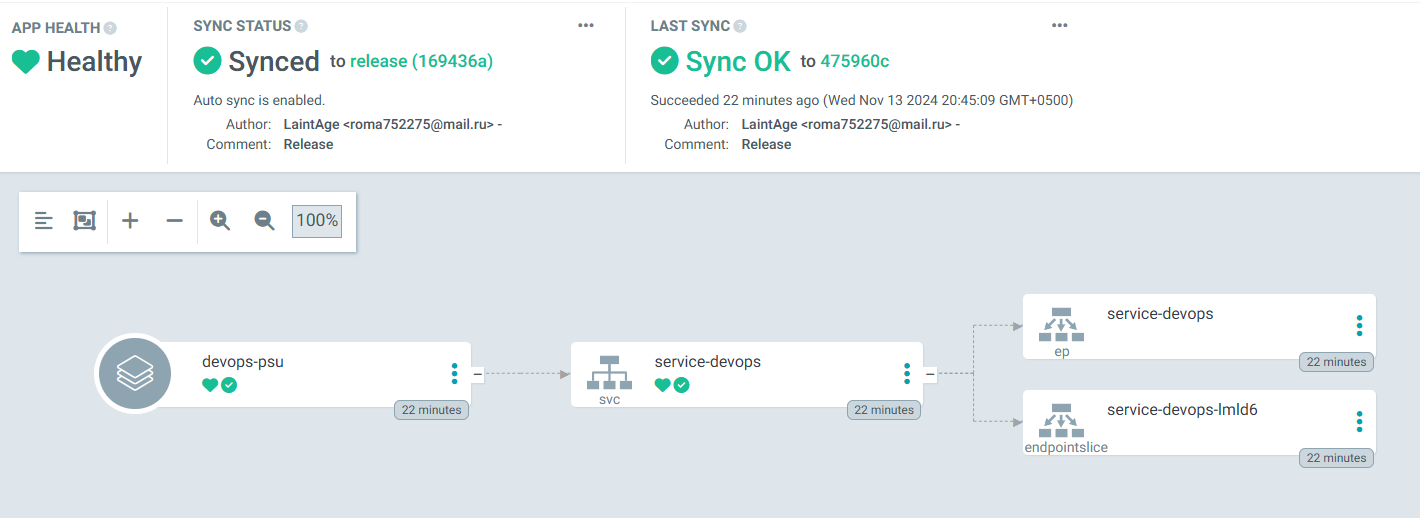 APP HEALTH
Healthy
SYNC STATUS
Synced to release (169436a)
Auto sync is enabled.
Author: LaintAge <roma752275@mail.ru> -
Comment: Release
LAST SYNC
Sync OK to 475960c
Succeeded 22 minutes ago (Wed Nov 13 2024 20:45:09 GMT+0500)
Author: LaintAge <roma752275@mail.ru> -
Comment: Release
100%
devops-psu
22 minutes
service-devops
svc
22 minutes
service-devops
ep
22 minutes
service-devops-lmld6
endpointslice
22 minutes